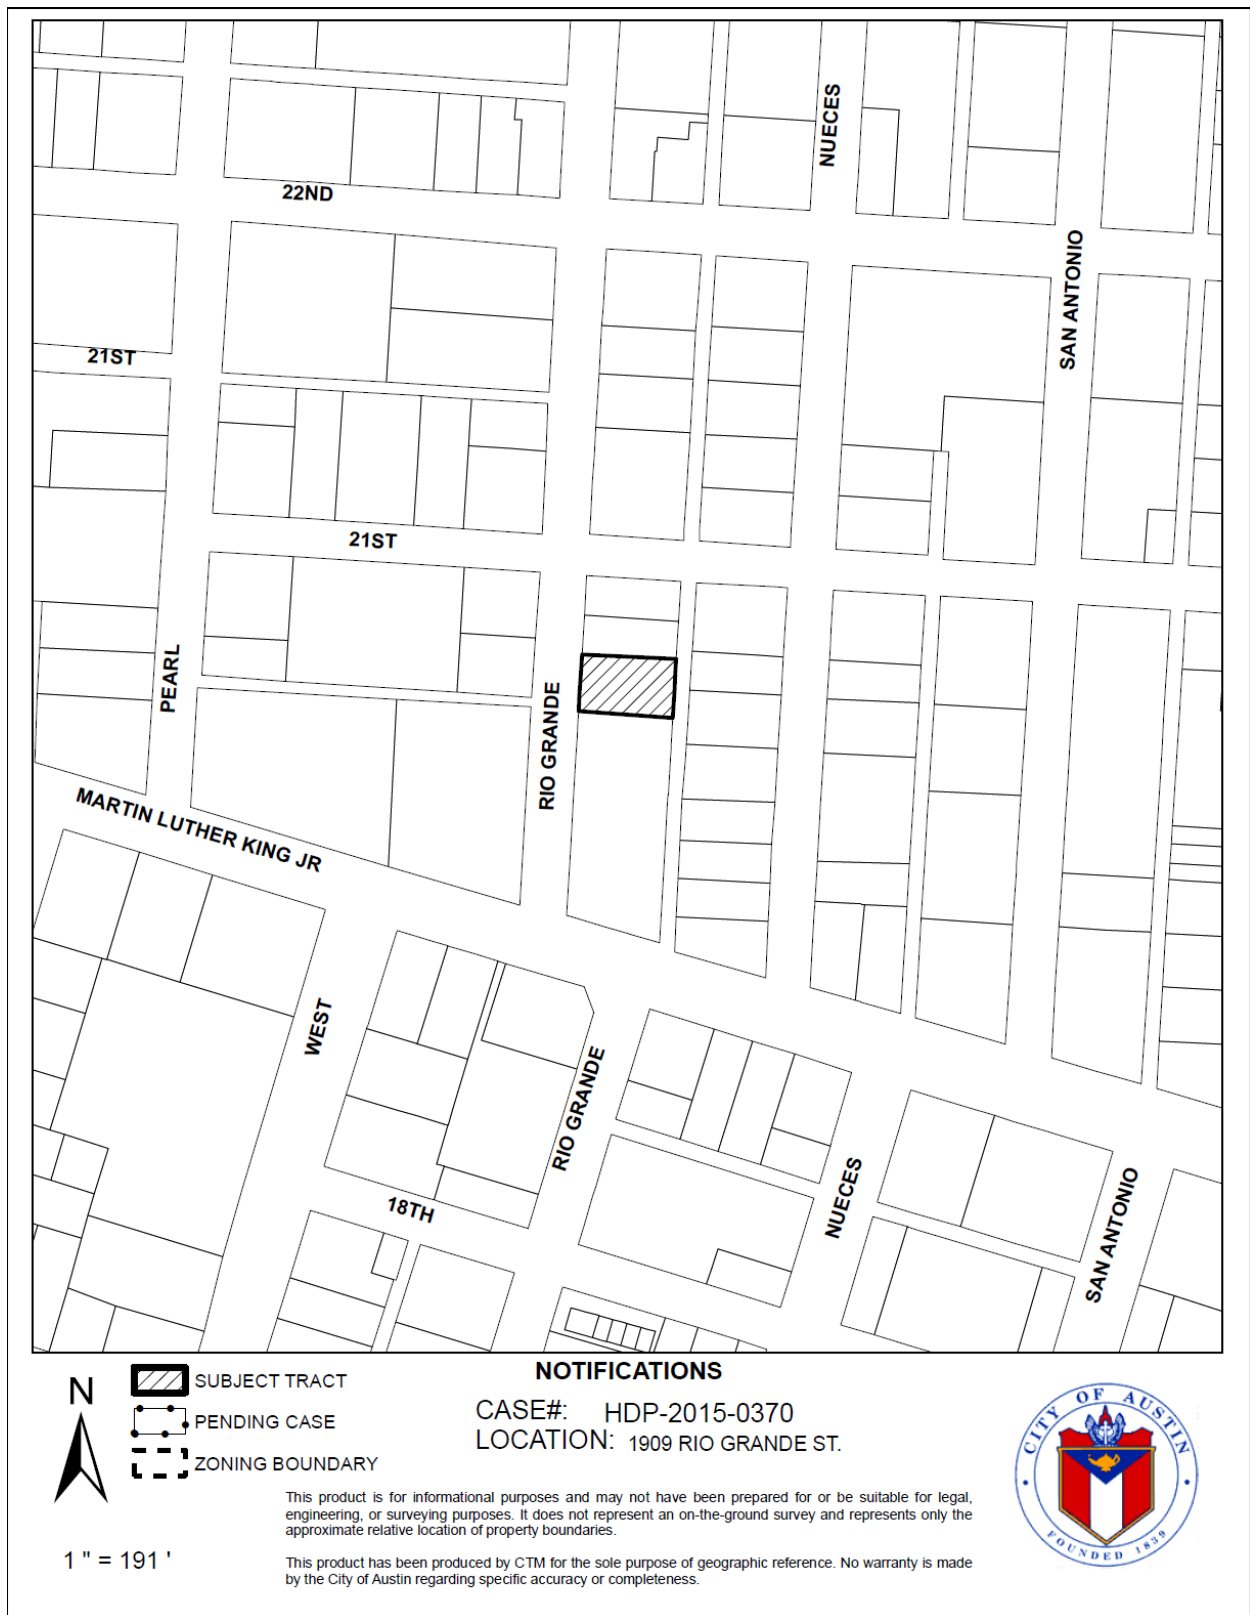 NUECES
22ND
SAN ANTONIO
21ST
21ST
PEARL
RIO GRANDE
MARTIN LUTHER KING JR
WEST
RIO GRANDE
NUECES
SAN ANTONIO
18TH
NOTIFICATIONS
N
SUBJECT TRACT
PENDING CASE
ZONING BOUNDARY
CASE#: HDP-2015-0370
LOCATION: 1909 RIO GRANDE ST.
This product is for informational purposes and may not have been prepared for or be suitable for legal,
engineering, or surveying purposes. It does not represent an on-the-ground survey and represents only the
approximate relative location of property boundaries.
1 " = 191 '
This product has been produced by CTM for the sole purpose of geographic reference. No warranty is made
by the City of Austin regarding specific accuracy or completeness.
CITY OF AUSTIN
FOUNDED 1839